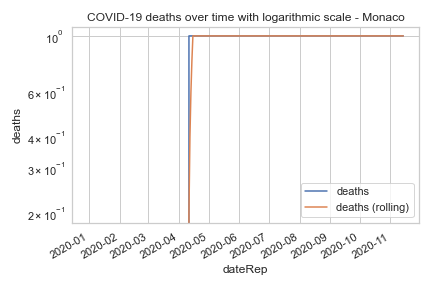 COVID-19 deaths over time with logarithmic scale - Monaco
deaths
10⁰
6 × 10⁻¹
4 × 10⁻¹
3 × 10⁻¹
2 × 10⁻¹
deaths
deaths (rolling)
2020-01
2020-02
2020-03
2020-04
2020-05
2020-06
2020-07
2020-08
2020-09
2020-10
2020-11
dateRep